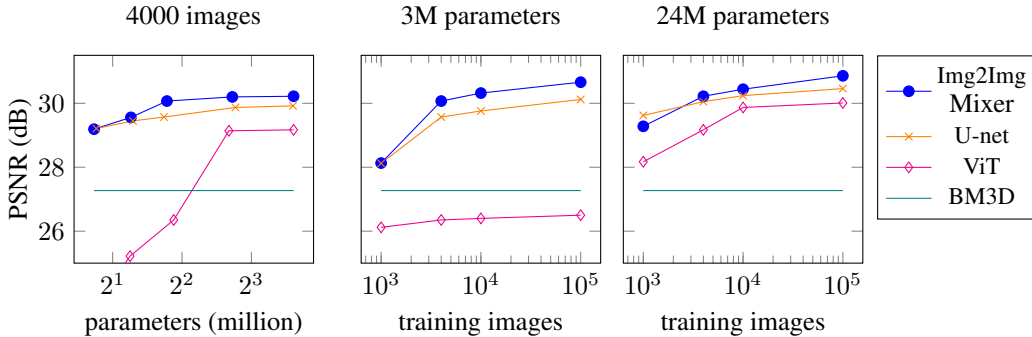 4000 images
3M parameters
24M parameters
PSNR (dB)
30
28
26
2^1
2^2
2^3
parameters (million)
10^3
10^4
10^5
training images
10^3
10^4
10^5
training images
Img2Img
Mixer
U-net
ViT
BM3D